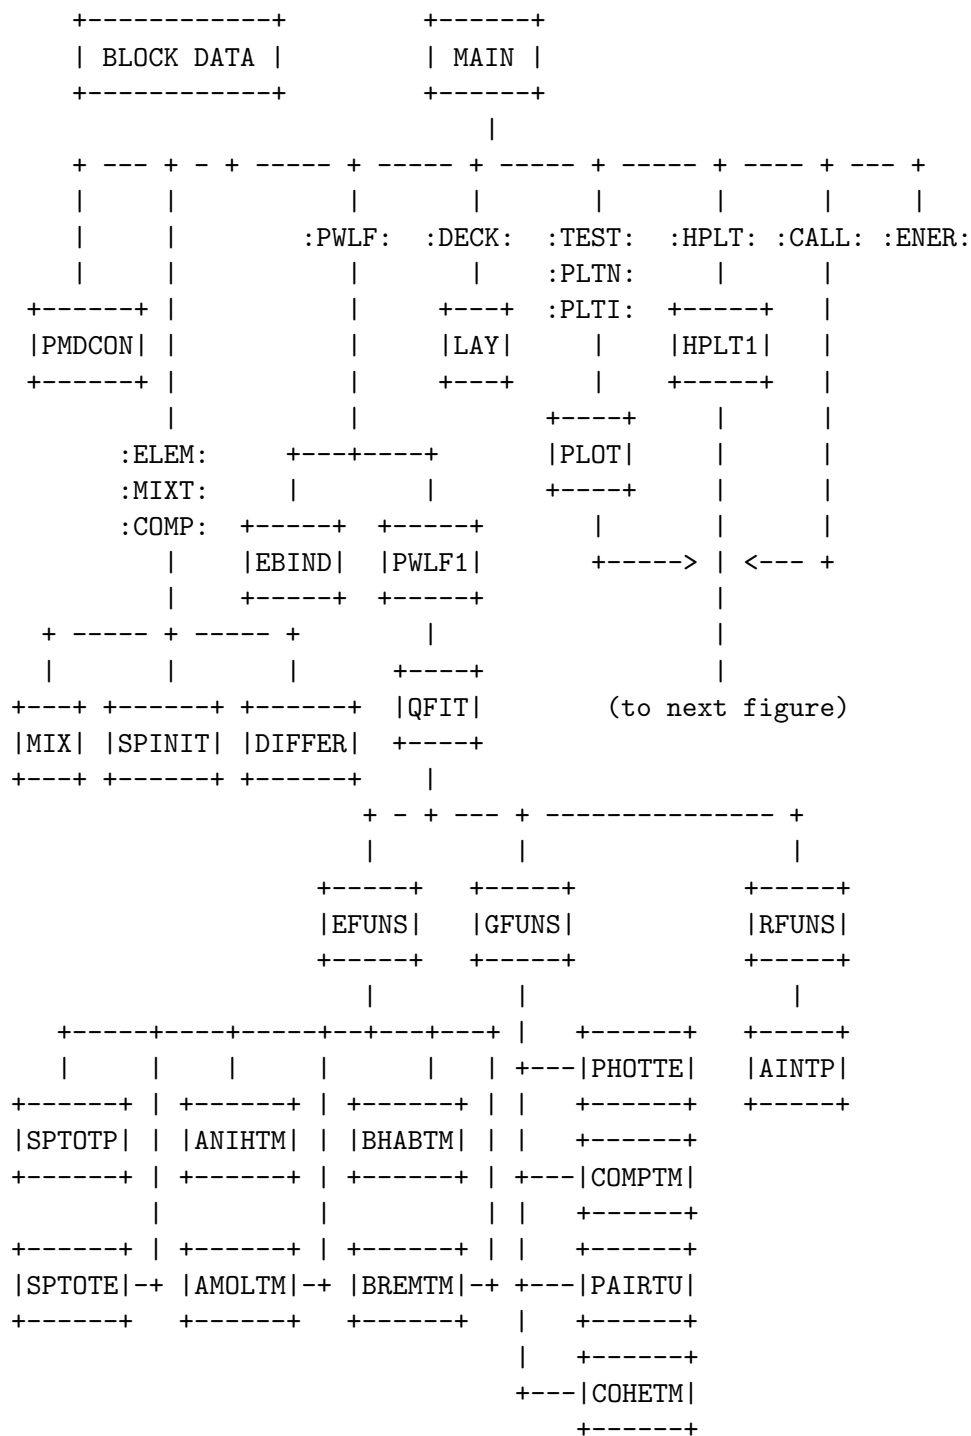 +------------+            +------+
| BLOCK DATA |            | MAIN |
+------------+            +------+
|
+ --- + - + ----- + ----- + ----- + ----- + ---- + --- +
|     |           |       |       |       |      |     |
|     |        :PWLF:  :DECK:  :TEST:  :HPLT: :CALL: :ENER:
|     |           |       |    :PLTN:     |      |
+------+ |           |     +---+  :PLTI:  +-----+   |
|PMDCON| |           |     |LAY|     |    |HPLT1|   |
+------+ |           |     +---+     |    +-----+   |
|           |            +----+     |      |
:ELEM:     +---+----+       |PLOT|     |      |
:MIXT:     |        |       +----+     |      |
:COMP:  +-----+  +-----+       |       |      |
|    |EBIND|  |PWLF1|       +-----> | <--- +
|    +-----+  +-----+               |
+ ----- + ----- +        |                  |
|       |       |      +----+               |
+---+ +------+ +------+  |QFIT|        (to next figure)
|MIX| |SPINIT| |DIFFER|  +----+
+---+ +------+ +------+    |
+ - + --- + --------------- +
|         |                 |
+-----+   +-----+           +-----+
|EFUNS|   |GFUNS|           |RFUNS|
+-----+   +-----+           +-----+
|         |                 |
+-----+----+-----+--+---+---+ |   +------+   +-----+
|     |    |     |      |   | +---|PHOTTE|   |AINTP|
+------+ | +------+ | +------+ | |   +------+   +-----+
|SPTOTP| | |ANIHTM| | |BHABTM| | |   +------+
+------+ | +------+ | +------+ | +---|COMPTM|
|          |          | |   +------+
+------+ | +------+ | +------+ | |   +------+
|SPTOTE|-+ |AMOLTM|-+ |BREMTM|-+ +---|PAIRTU|
+------+   +------+   +------+   |   +------+
|   +------+
+---|COHETM|
+------+